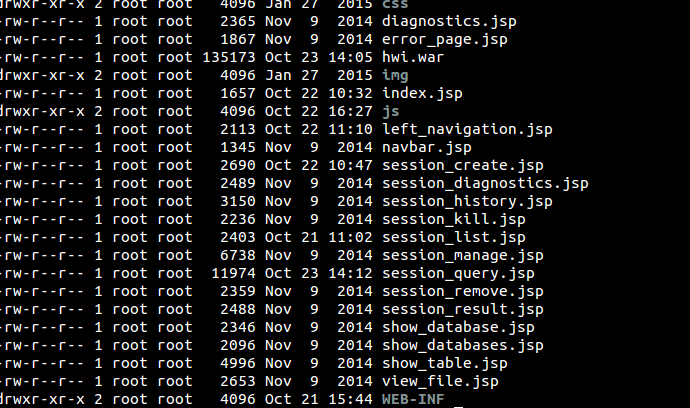 drwxr-xr-x 2 root root   4096 Jan 27  2015 css
-rw-r--r-- 1 root root   2365 Nov  9  2014 diagnostics.jsp
-rw-r--r-- 1 root root   1867 Nov  9  2014 error_page.jsp
-rw-r--r-- 1 root root 135173 Oct 23 14:05 hwi.war
drwxr-xr-x 2 root root   4096 Jan 27  2015 img
-rw-r--r-- 1 root root   1657 Oct 22 10:32 index.jsp
drwxr-xr-x 2 root root   4096 Oct 22 16:27 js
-rw-r--r-- 1 root root   2113 Oct 22 11:10 left_navigation.jsp
-rw-r--r-- 1 root root   1345 Nov  9  2014 navbar.jsp
-rw-r--r-- 1 root root   2690 Oct 22 10:47 session_create.jsp
-rw-r--r-- 1 root root   2489 Nov  9  2014 session_diagnostics.jsp
-rw-r--r-- 1 root root   3150 Nov  9  2014 session_history.jsp
-rw-r--r-- 1 root root   2236 Nov  9  2014 session_kill.jsp
-rw-r--r-- 1 root root   2403 Oct 21 11:02 session_list.jsp
-rw-r--r-- 1 root root   6738 Nov  9  2014 session_manage.jsp
-rw-r--r-- 1 root root  11974 Oct 23 14:12 session_query.jsp
-rw-r--r-- 1 root root   2359 Nov  9  2014 session_remove.jsp
-rw-r--r-- 1 root root   2488 Nov  9  2014 session_result.jsp
-rw-r--r-- 1 root root   2346 Nov  9  2014 show_database.jsp
-rw-r--r-- 1 root root   2096 Nov  9  2014 show_databases.jsp
-rw-r--r-- 1 root root   4996 Nov  9  2014 show_table.jsp
-rw-r--r-- 1 root root   2653 Nov  9  2014 view_file.jsp
drwxr-xr-x 2 root root   4096 Oct 21 15:44 WEB-INF